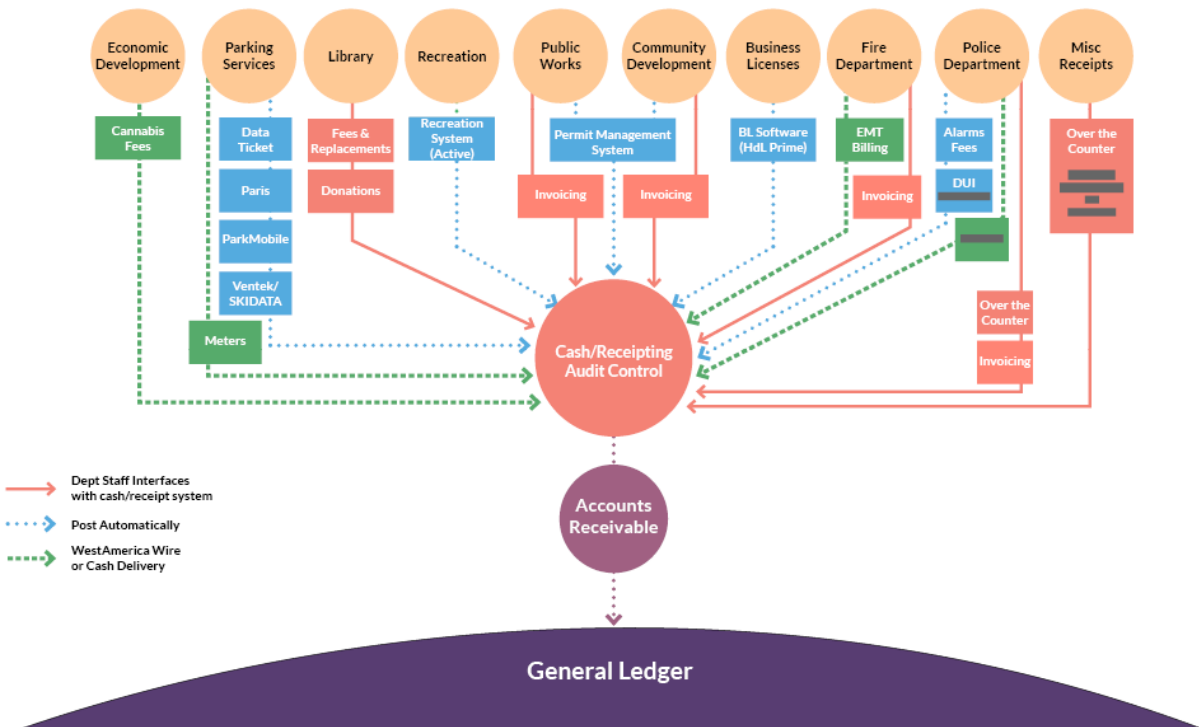 Economic
Development
Parking
Services
Library
Recreation
Public
Works
Community
Development
Business
Licenses
Fire
Department
Police
Department
Misc
Receipts
Cannabis
Fees
Data
Ticket
Fees &
Replacements
Recreation
System
(Active)
Permit Management
System
BL Software
(HdL Prime)
EMT
Billing
Alarms
Fees
Over the
Counter
Paris
Donations
Invoicing
Invoicing
Invoicing
DUI
ParkMobile
Ventek/
SKIDATA
Meters
Over the
Counter
Invoicing
Cash/Receipting
Audit Control
Dept Staff Interfaces
with cash/receipt system
Post Automatically
WestAmerica Wire
or Cash Delivery
Accounts
Receivable
General Ledger